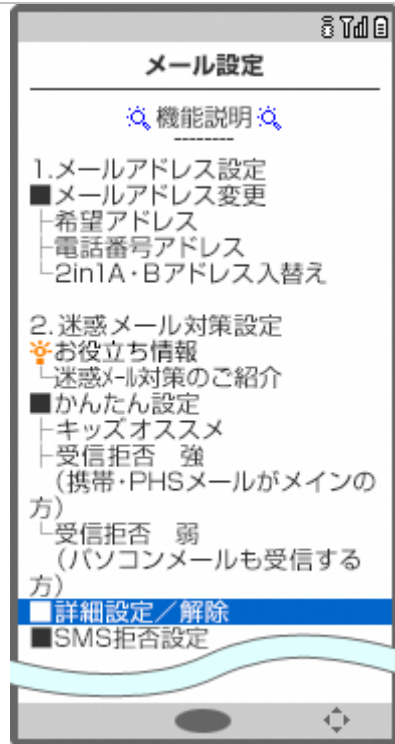 メール設定
機能説明
1.メールアドレス設定
■メールアドレス変更
├希望アドレス
├電話番号アドレス
└2in1A・Bアドレス入替え
2.迷惑メール対策設定
お役立ち情報
└迷惑メール対策のご紹介
■かんたん設定
├キッズオススメ
├受信拒否 強
(携帯・PHSメールがメインの
方)
└受信拒否 弱
(パソコンメールも受信する
方)
■詳細設定／解除
■SMS拒否設定